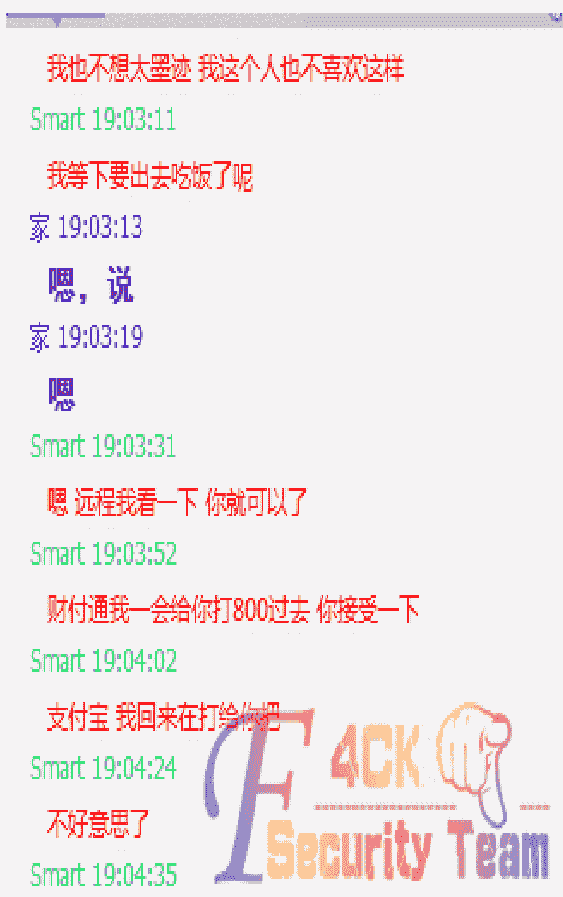 我也不想太墨迹 我这个人也不喜欢这样
Smart 19:03:11
我等下要出去吃饭了呢
家 19:03:13
嗯，说
家 19:03:19
嗯
Smart 19:03:31
嗯 远程我看一下 你就可以了
Smart 19:03:52
财付通我一会给你打800过去 你接受一下
Smart 19:04:02
支付宝 我回来在打给你把
Smart 19:04:24
不好意思了
Smart 19:04:35
F4CK
Security Team